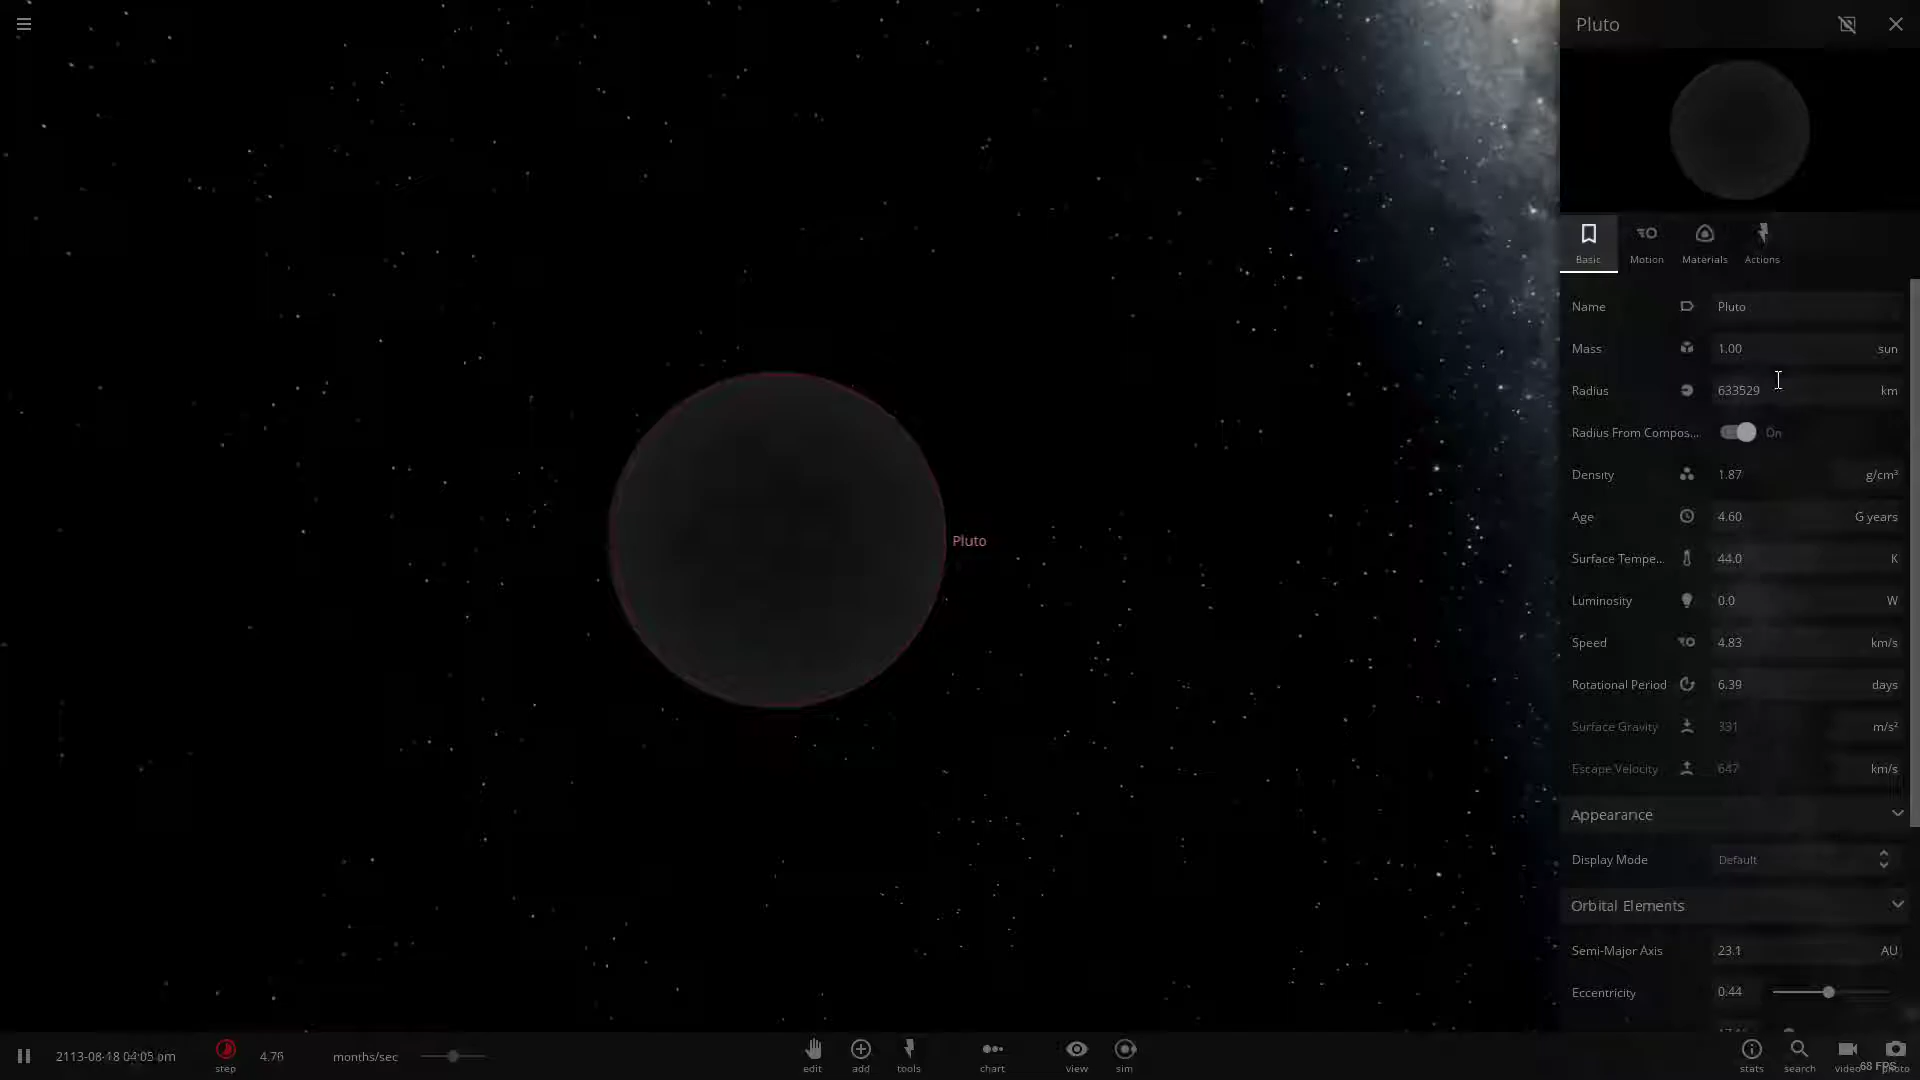 Pluto
Basic Motion Materials Actions
Name Pluto
Mass 1.00 sun
Radius 633529 km
Radius From Compos... On
Density 1.87 g/cm³
Age 4.60 G years
Surface Tempe... 44.0 K
Luminosity 0.0 W
Speed 4.83 km/s
Rotational Period 6.39 days
Surface Gravity 331 m/s²
Escape Velocity 647 km/s
Appearance
Display Mode Default
Orbital Elements
Semi-Major Axis 23.1 AU
Eccentricity 0.44
Pluto
2113-08-18 04:05 pm step 4.76 months/sec edit add tools chart view sim stats search video photo
68 FPS